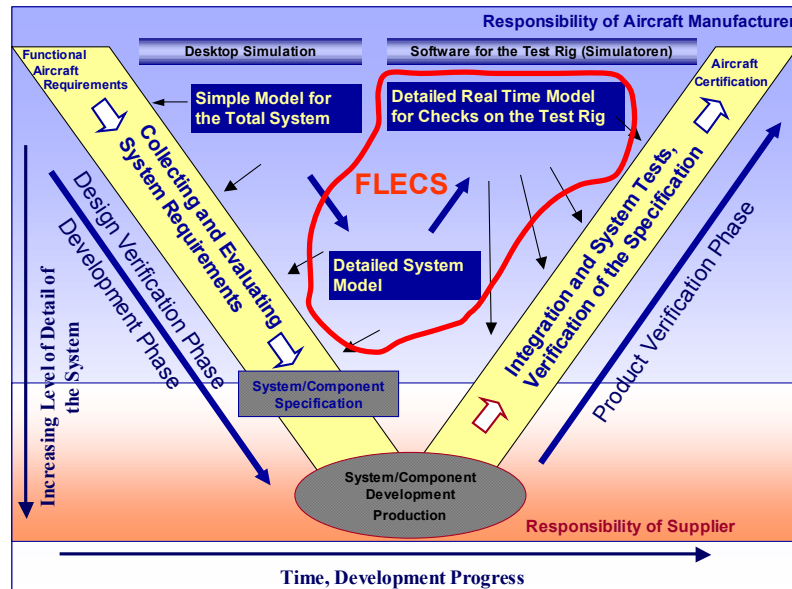 Responsibility of Aircraft Manufacturer
Functional
Aircraft
Requirements
Desktop Simulation
Software for the Test Rig (Simulatoren)
Aircraft
Certification
Simple Model for
the Total System
Detailed Real Time Model
for Checks on the Test Rig
FLECS
Detailed System
Model
Collecting and Evaluating
System Requirements
Design Verification Phase
Development Phase
Increasing Level of Detail of
the System
Integration and System Tests,
Verification of the Specification
Product Verification Phase
System/Component
Specification
System/Component
Development
Production
Responsibility of Supplier
Time, Development Progress